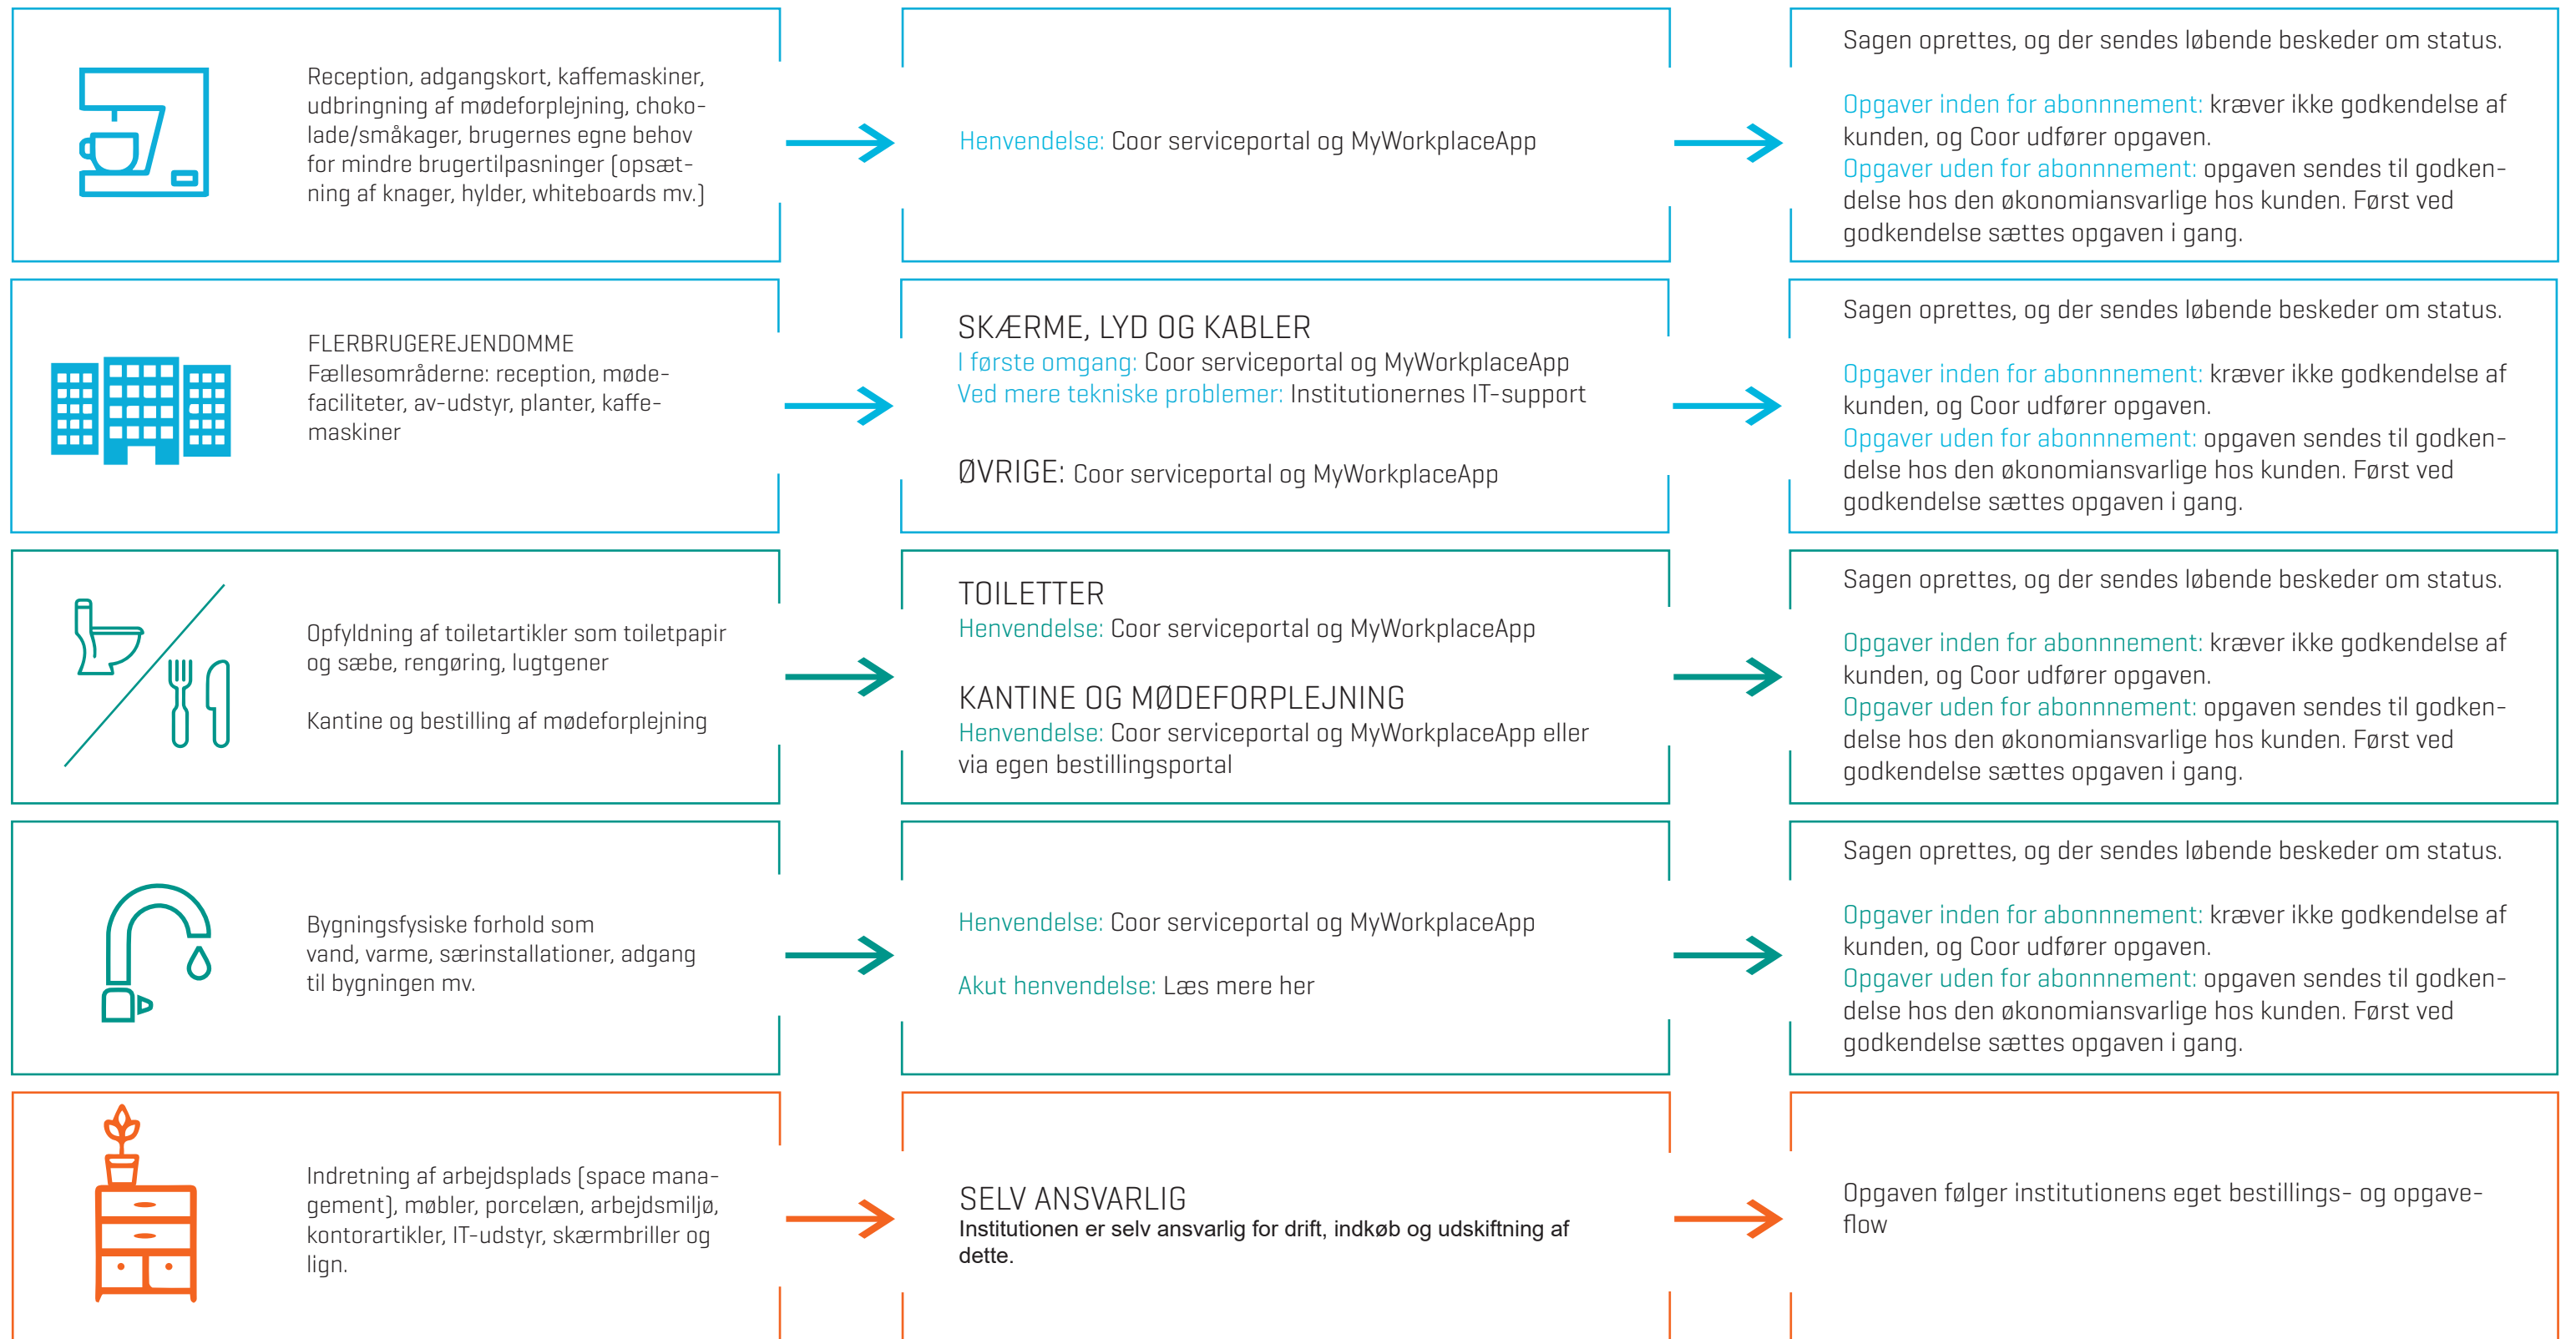 Reception, adgangskort, kaffemaskiner,
udbringning af mødeforplejning, choko-
lade/småkager, brugernes egne behov
for mindre brugertilpasninger (opsæt-
ning af knager, hylder, whiteboards mv.)
Henvendelse: Coor serviceportal og MyWorkplaceApp
Sagen oprettes, og der sendes løbende beskeder om status.
Opgaver inden for abonnnement: kræver ikke godkendelse af
kunden, og Coor udfører opgaven.
Opgaver uden for abonnnement: opgaven sendes til godken-
delse hos den økonomiansvarlige hos kunden. Først ved
godkendelse sættes opgaven i gang.
FLERBRUGEREJENDOMME
Fællesområderne: reception, møde-
faciliteter, av-udstyr, planter, kaffe-
maskiner
SKÆRME, LYD OG KABLER
I første omgang: Coor serviceportal og MyWorkplaceApp
Ved mere tekniske problemer: Institutionernes IT-support
ØVRIGE: Coor serviceportal og MyWorkplaceApp
Sagen oprettes, og der sendes løbende beskeder om status.
Opgaver inden for abonnnement: kræver ikke godkendelse af
kunden, og Coor udfører opgaven.
Opgaver uden for abonnnement: opgaven sendes til godken-
delse hos den økonomiansvarlige hos kunden. Først ved
godkendelse sættes opgaven i gang.
Opfyldning af toiletartikler som toiletpapir
og sæbe, rengøring, lugtgener
Kantine og bestilling af mødeforplejning
TOILETTER
Henvendelse: Coor serviceportal og MyWorkplaceApp
KANTINE OG MØDEFORPLEJNING
Henvendelse: Coor serviceportal og MyWorkplaceApp eller
via egen bestillingsportal
Sagen oprettes, og der sendes løbende beskeder om status.
Opgaver inden for abonnnement: kræver ikke godkendelse af
kunden, og Coor udfører opgaven.
Opgaver uden for abonnnement: opgaven sendes til godken-
delse hos den økonomiansvarlige hos kunden. Først ved
godkendelse sættes opgaven i gang.
Bygningsfysiske forhold som
vand, varme, særinstallationer, adgang
til bygningen mv.
Henvendelse: Coor serviceportal og MyWorkplaceApp
Akut henvendelse: Læs mere her
Sagen oprettes, og der sendes løbende beskeder om status.
Opgaver inden for abonnnement: kræver ikke godkendelse af
kunden, og Coor udfører opgaven.
Opgaver uden for abonnnement: opgaven sendes til godken-
delse hos den økonomiansvarlige hos kunden. Først ved
godkendelse sættes opgaven i gang.
Indretning af arbejdsplads (space mana-
gement), møbler, porcelæn, arbejdsmiljø,
kontorartikler, IT-udstyr, skærmbriller og
lign.
SELV ANSVARLIG
Institutionen er selv ansvarlig for drift, indkøb og udskiftning af
dette.
Opgaven følger institutionens eget bestillings- og opgave-
flow